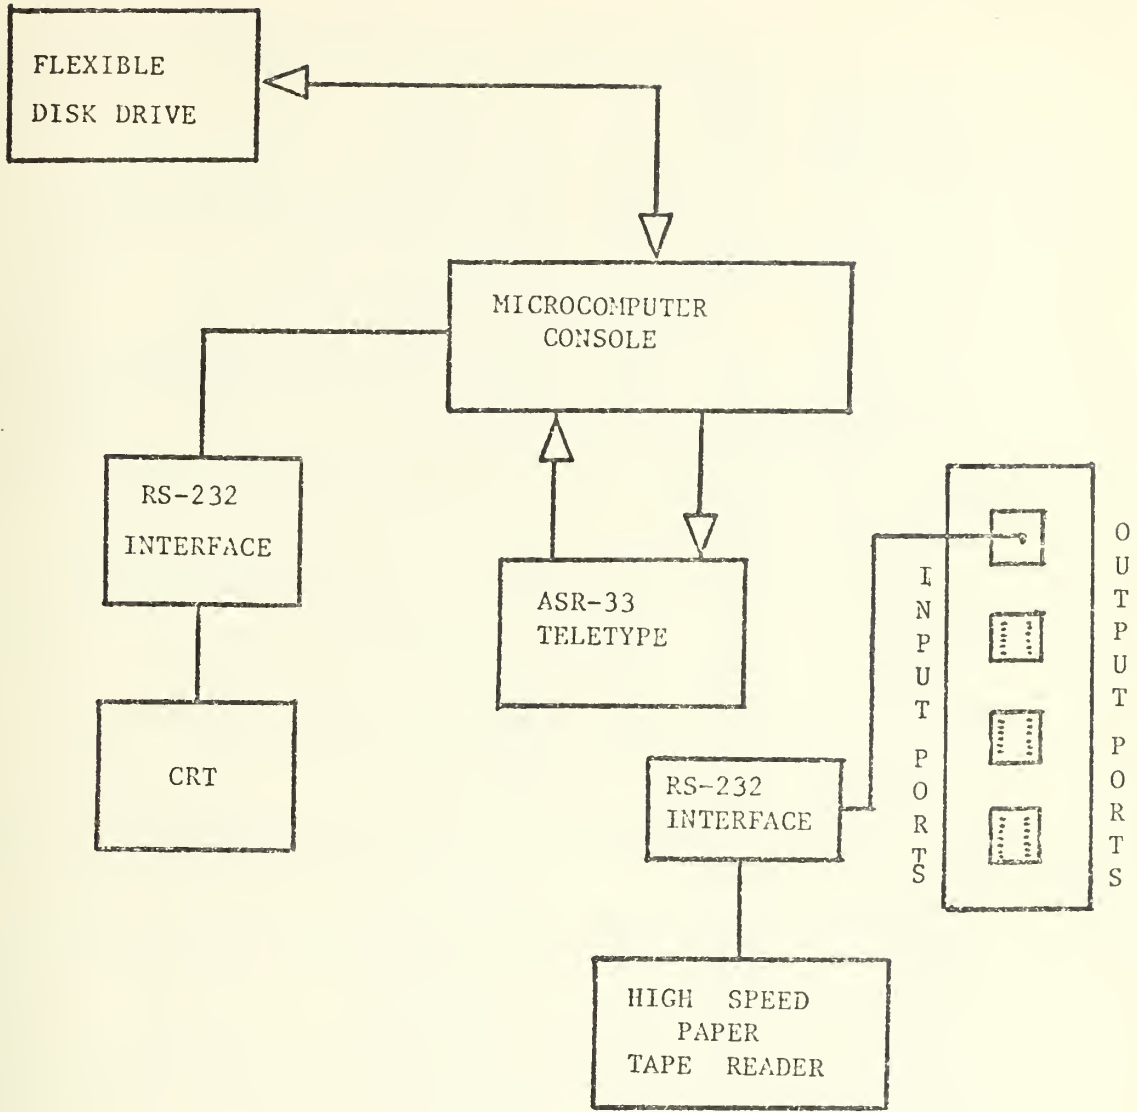 FLEXIBLE
DISK DRIVE
MICROCOMPUTER
CONSOLE
RS-232
INTERFACE
ASR-33
TELETYPE
CRT
RS-232
INTERFACE
HIGH SPEED
PAPER
TAPE READER
INPUT PORTS
OUTPUT PORTS